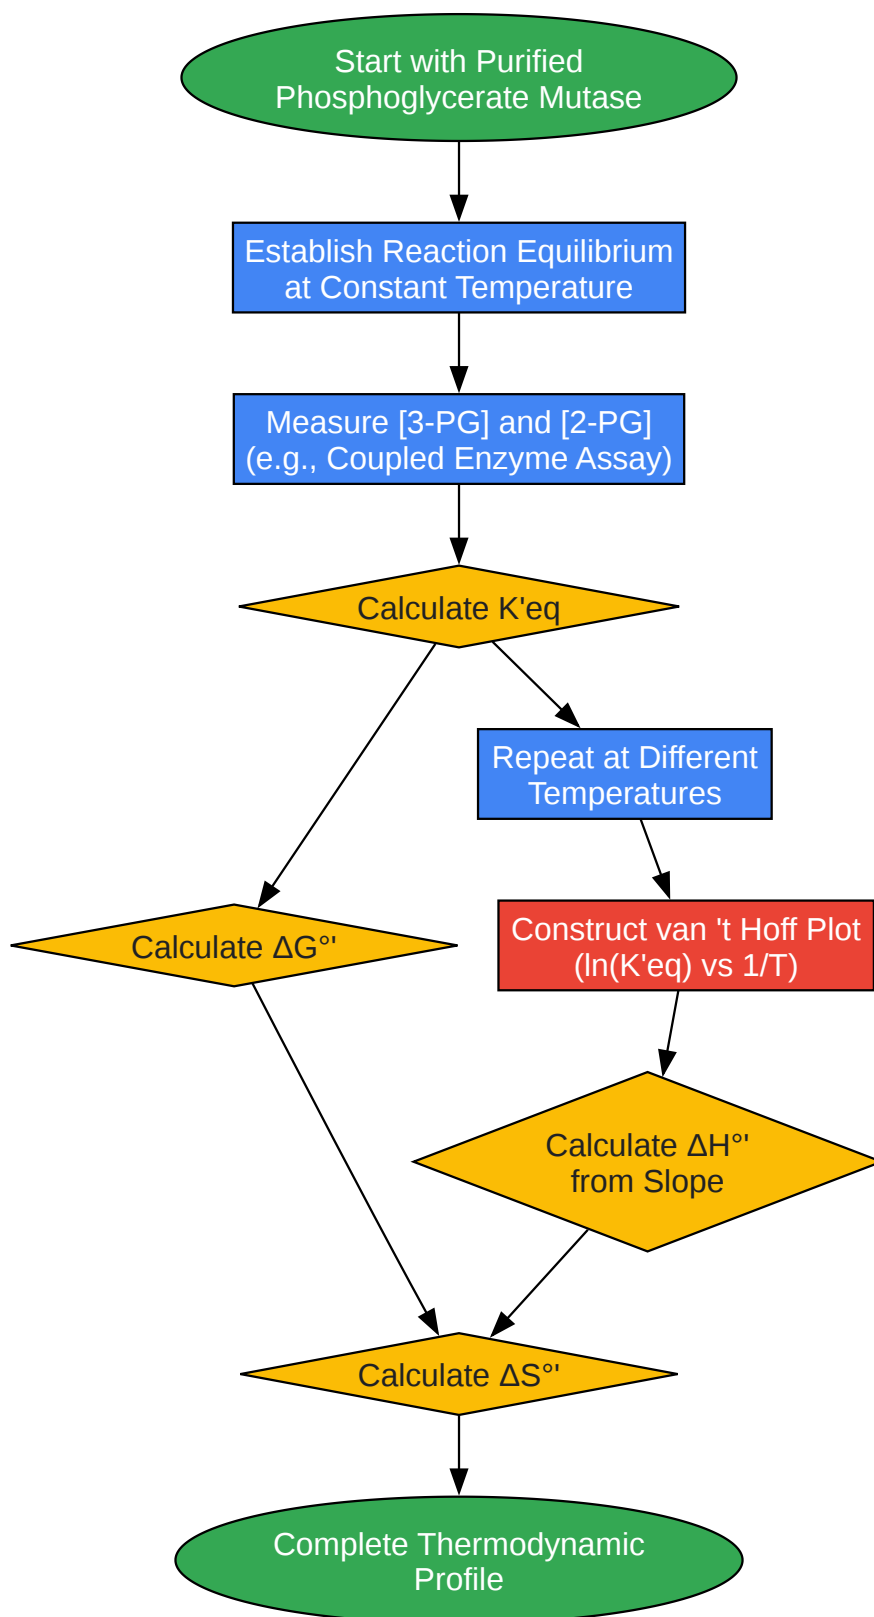 Start with Purified
Phosphoglycerate Mutase
Establish Reaction Equilibrium
at Constant Temperature
Measure [3-PG] and [2-PG]
(e.g., Coupled Enzyme Assay)
Calculate K'eq
Repeat at Different
Temperatures
Calculate ΔG°'
Construct van 't Hoff Plot
(ln(K'eq) vs 1/T)
Calculate ΔH°'
from Slope
Calculate ΔS°'
Complete Thermodynamic
Profile